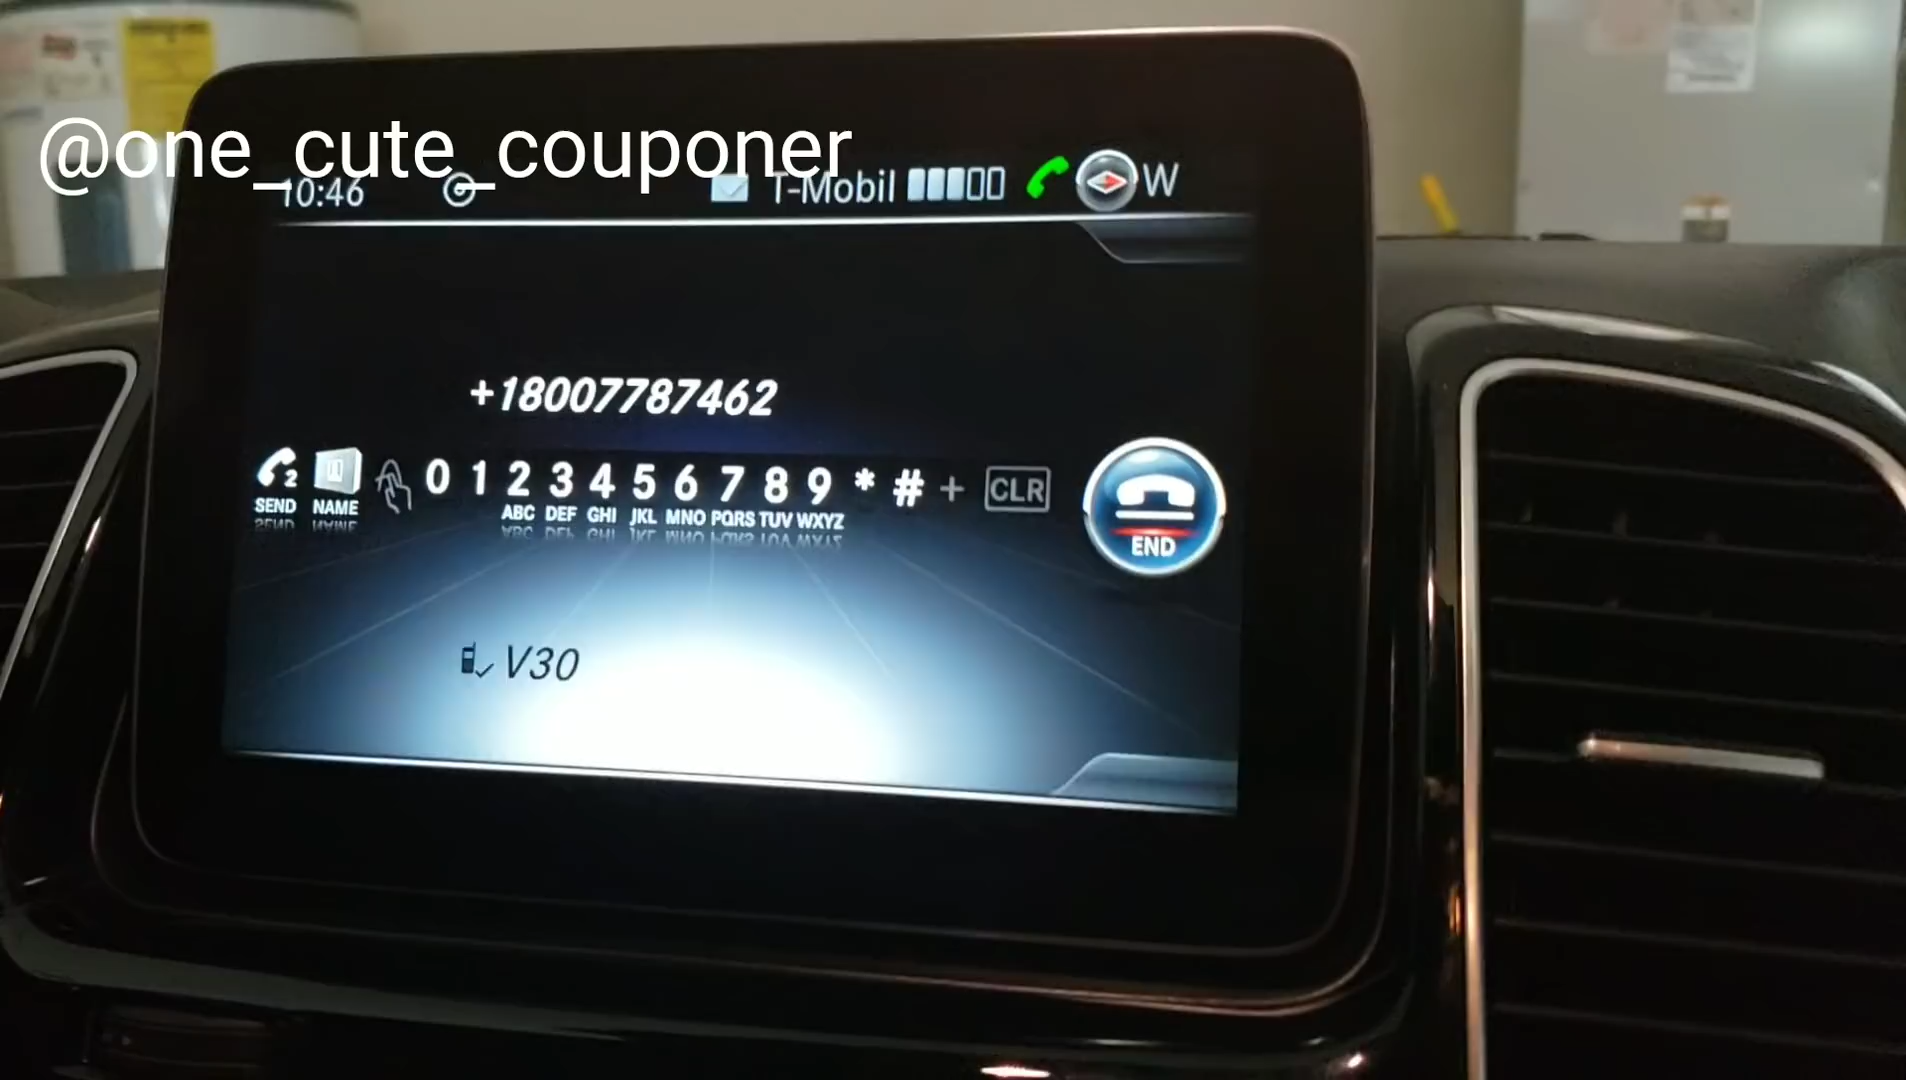 @one_cute_couponer
10:46 T-Mobil W
+18007787462
2
SEND NAME 0 1 2 3 4 5 6 7 8 9 * # + CLR
ABC DEF GHI JKL MNO PQRS TUV WXYZ
END
V30